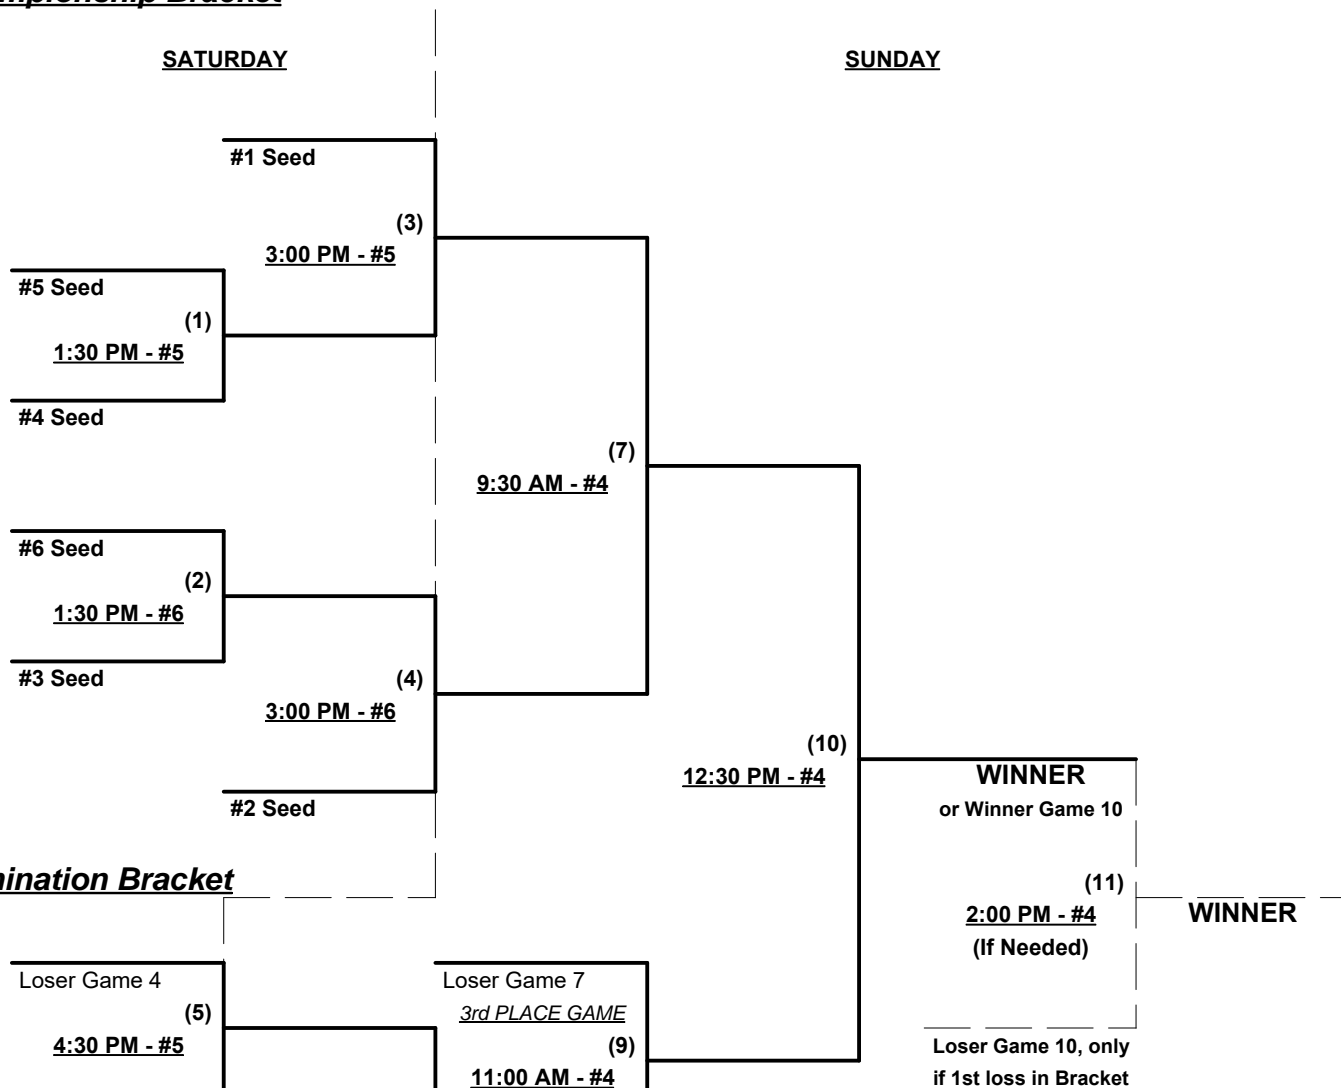 Bracket
SATURDAY
SUNDAY
#1 Seed
(3)
3:00 PM - #5
#5 Seed
(1)
1:30 PM - #5
#4 Seed
(7)
9:30 AM - #4
#6 Seed
(2)
1:30 PM - #6
#3 Seed
(4)
3:00 PM - #6
(10)
12:30 PM - #4
WINNER
or Winner Game 10
#2 Seed
Bracket
(11)
2:00 PM - #4
(If Needed)
WINNER
Loser Game 4
(5)
4:30 PM - #5
Loser Game 7
3rd PLACE GAME
(9)
11:00 AM - #4
Loser Game 10, only
if 1st loss in Bracket